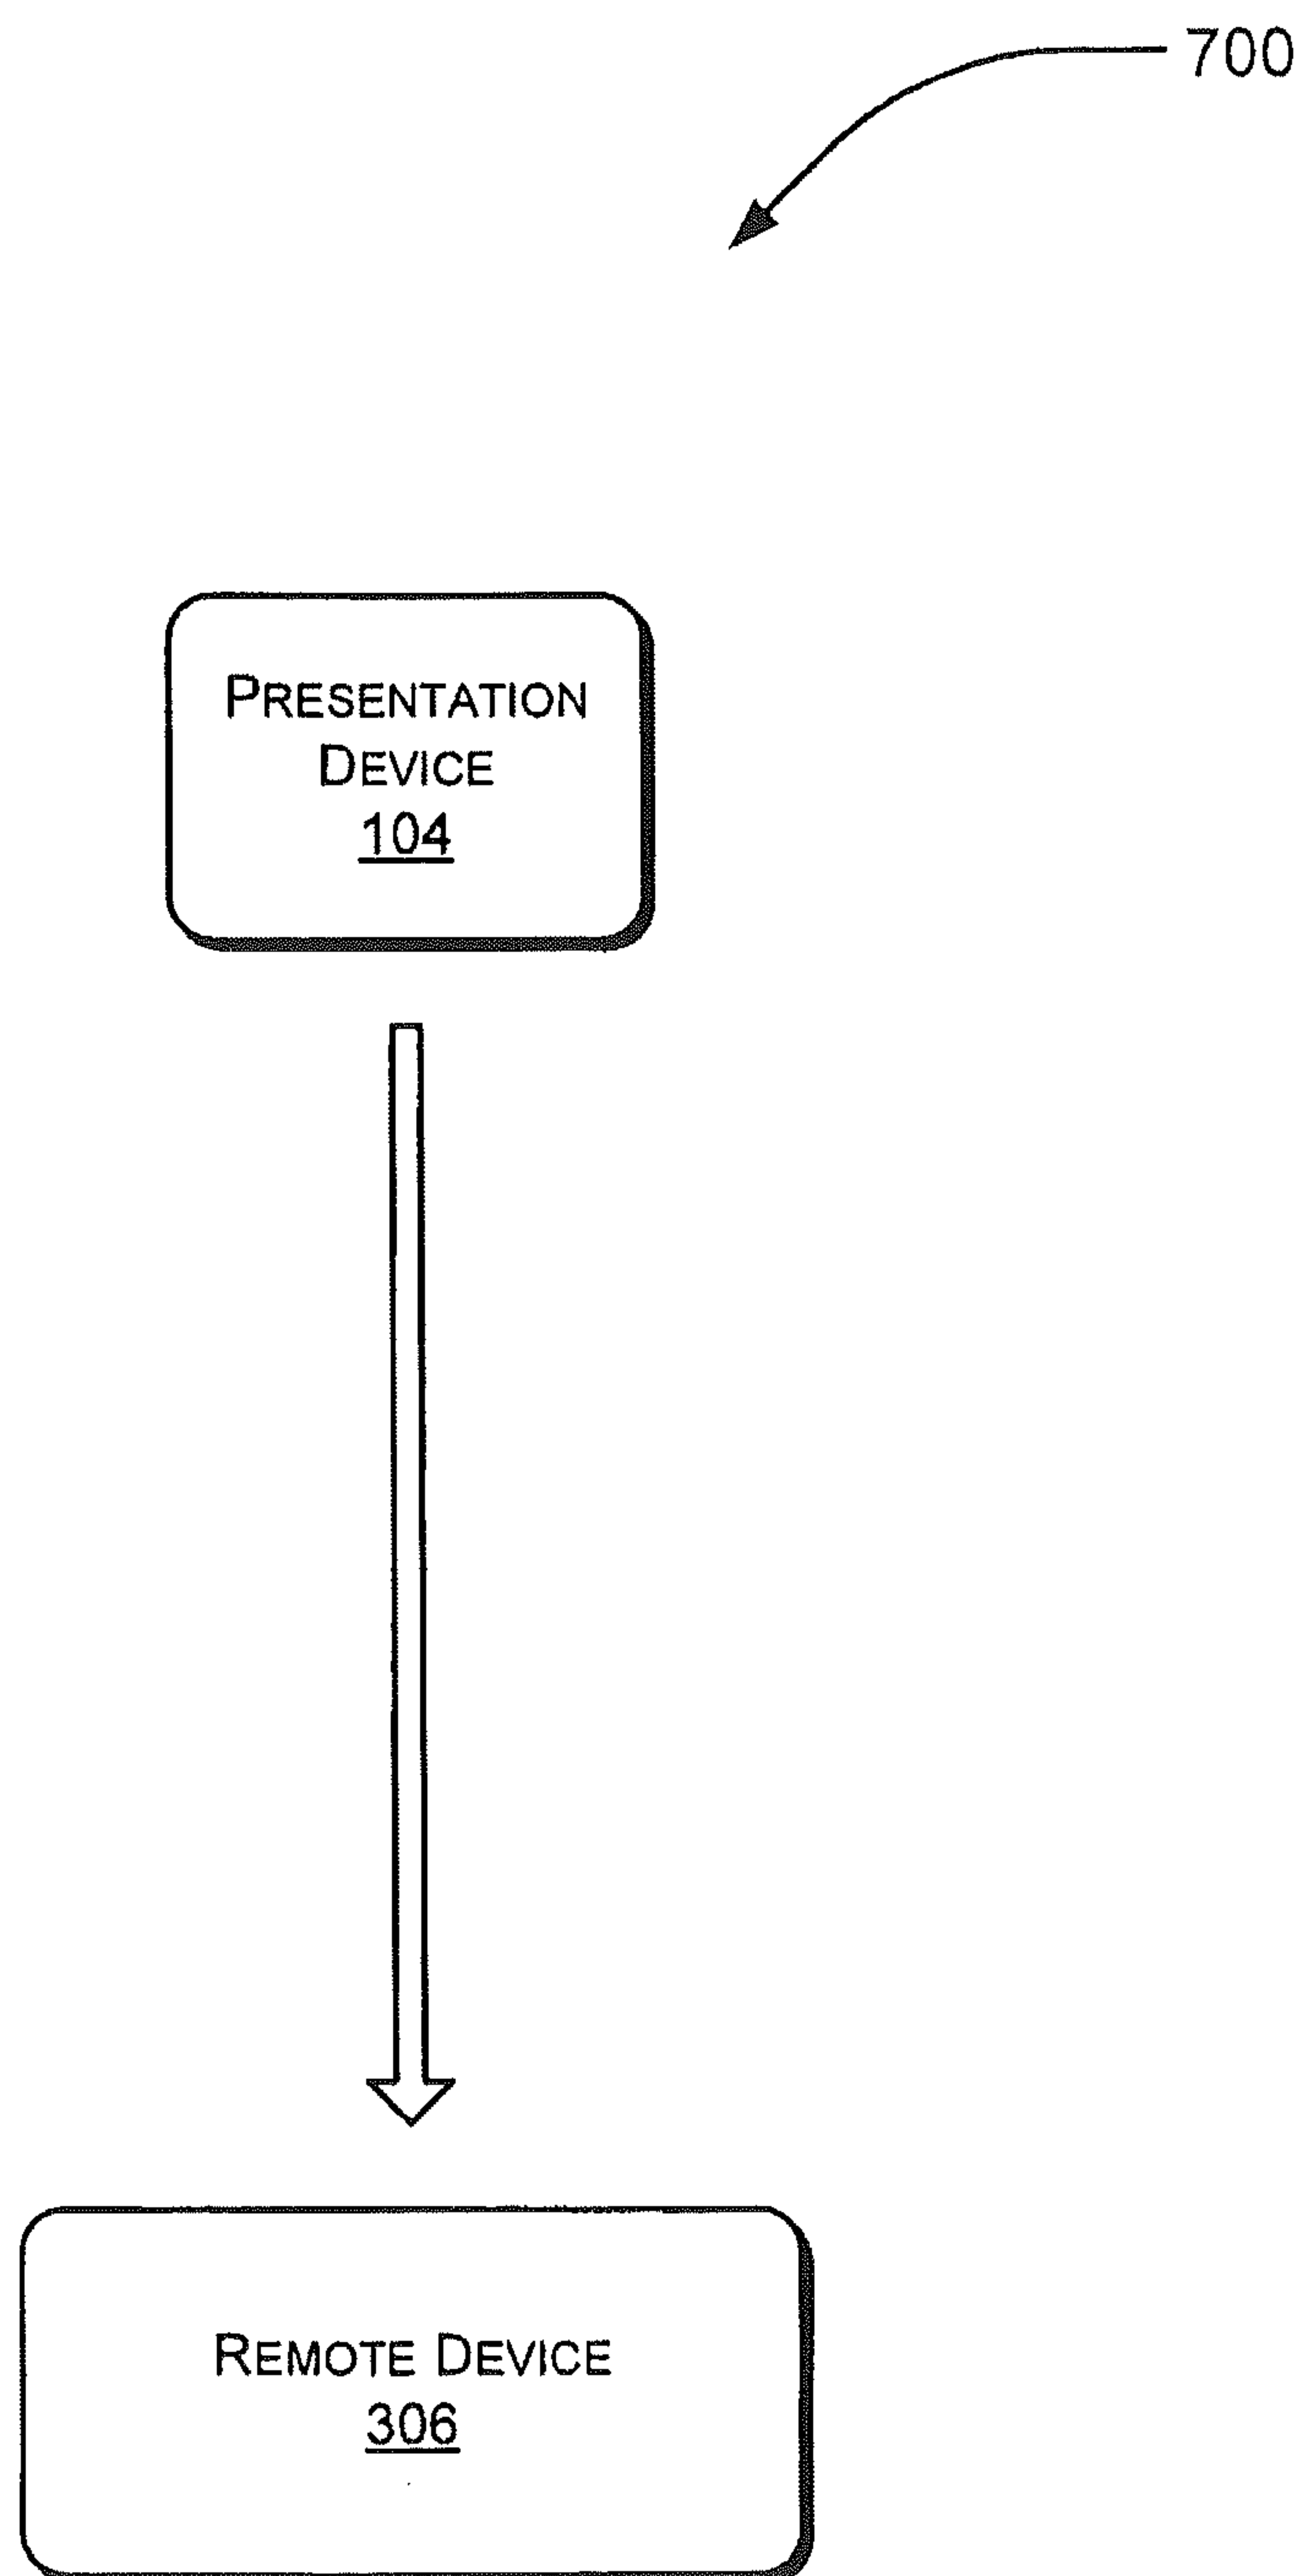 700
PRESENTATION
DEVICE
104
REMOTE DEVICE
306